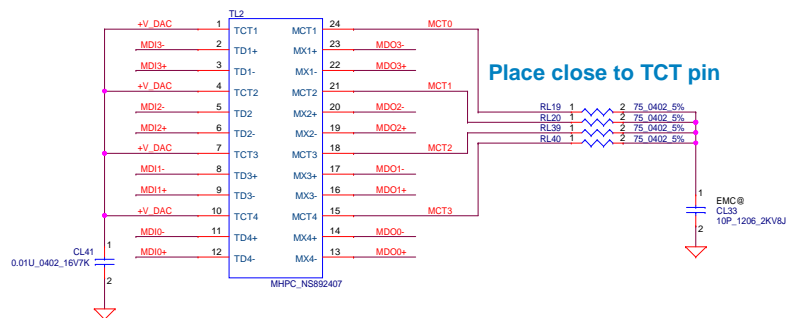 TL2
+V_DAC 1 TCT1 MCT1 24 MCT0
MDI3- 2 TD1+ MX1+ 23 MDO3-
MDI3+ 3 TD1- MX1- 22 MDO3+
Place close to TCT pin
+V_DAC 4 TCT2 MCT2 21 MCT1
MDI2- 5 TD2 MX2+ 20 MDO2-
RL19 1 2 75_0402_5%
RL20 1 2 75_0402_5%
MDI2+ 6 TD2- MX2- 19 MDO2+
RL39 1 2 75_0402_5%
RL40 1 2 75_0402_5%
+V_DAC 7 TCT3 MCT3 18 MCT2
MDI1- 8 TD3+ MX3+ 17 MDO1-
MDI1+ 9 TD3- MX3- 16 MDO1+
+V_DAC 10 TCT4 MCT4 15 MCT3
1 EMC@
CL33
10P_1206_2KV8J
2
MDI0- 11 TD4+ MX4+ 14 MDO0-
MDI0+ 12 TD4- MX4- 13 MDO0+
CL41 1
0.01U_0402_16V7K
2
MHPC_NS892407